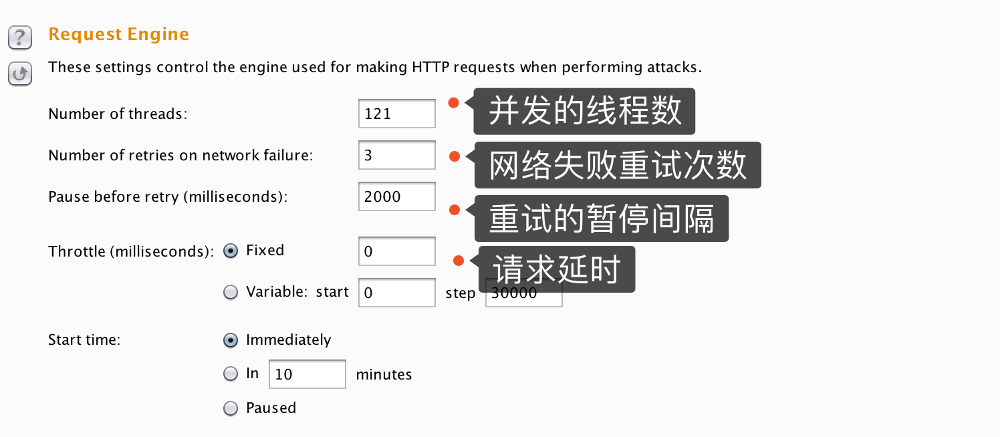 Request Engine
These settings control the engine used for making HTTP requests when performing attacks.
Number of threads: 121 并发的线程数
Number of retries on network failure: 3 网络失败重试次数
Pause before retry (milliseconds): 2000 重试的暂停间隔
Throttle (milliseconds): Fixed 0 请求延时
Variable: start 0 step 30000
Start time: Immediately
In 10 minutes
Paused